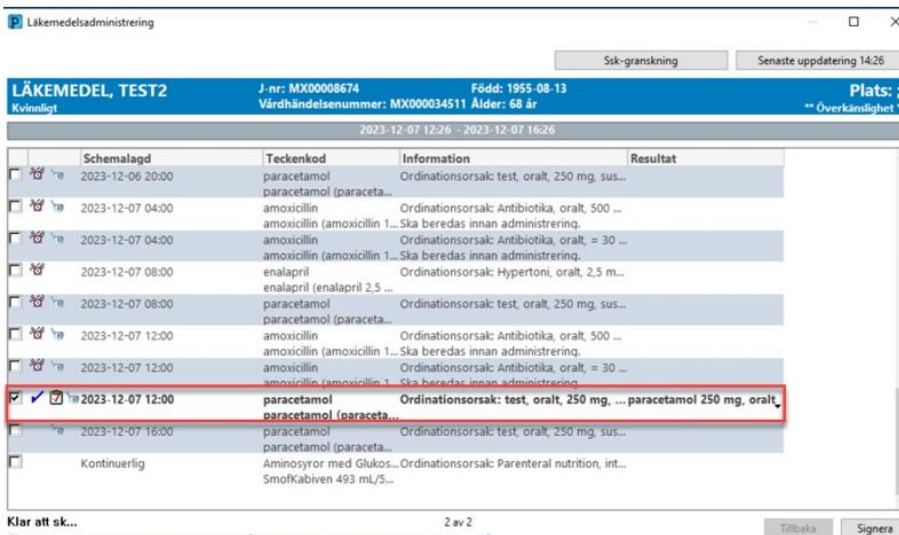 Läkemedelsadministrering
Ssk-granskning Senaste uppdatering 14:26
LÄKEMEDEL, TEST2 J-nr: MX00008674 Född: 1955-08-13 Plats: ;
Kvinnligt Vårdhändelsenummer: MX000034511 Ålder: 68 år ** Överkänslighet *
2023-12-07 12:26 - 2023-12-07 16:26
Schemalagd Teckenkod Information Resultat
2023-12-06 20:00 paracetamol Ordinationsorsak: test, oralt, 250 mg, sus...
paracetamol (paraceta...
2023-12-07 04:00 amoxicillin Ordinationsorsak: Antibiotika, oralt, 500 ...
amoxicillin (amoxicillin 1... Ska beredas innan administrering.
2023-12-07 04:00 amoxicillin Ordinationsorsak: Antibiotika, oralt, = 30 ...
amoxicillin (amoxicillin 1... Ska beredas innan administrering.
2023-12-07 08:00 enalapril Ordinationsorsak: Hypertoni, oralt, 2,5 m...
enalapril (enalapril 2,5 ...
2023-12-07 08:00 paracetamol Ordinationsorsak: test, oralt, 250 mg, sus...
paracetamol (paraceta...
2023-12-07 12:00 amoxicillin Ordinationsorsak: Antibiotika, oralt, 500 ...
amoxicillin (amoxicillin 1... Ska beredas innan administrering.
2023-12-07 12:00 amoxicillin Ordinationsorsak: Antibiotika, oralt, = 30 ...
amoxicillin (amoxicillin 1... Ska beredas innan administrering
2023-12-07 12:00 paracetamol Ordinationsorsak: test, oralt, 250 mg, ... paracetamol 250 mg, oralt
paracetamol (paraceta...
2023-12-07 16:00 paracetamol Ordinationsorsak: test, oralt, 250 mg, sus...
paracetamol (paraceta...
Kontinuerlig Aminosyror med Glukos... Ordinationsorsak: Parenteral nutrition, int...
SmofKabiven 493 mL/5...
Klar att sk... 2 av 2 Tillbaka Signera